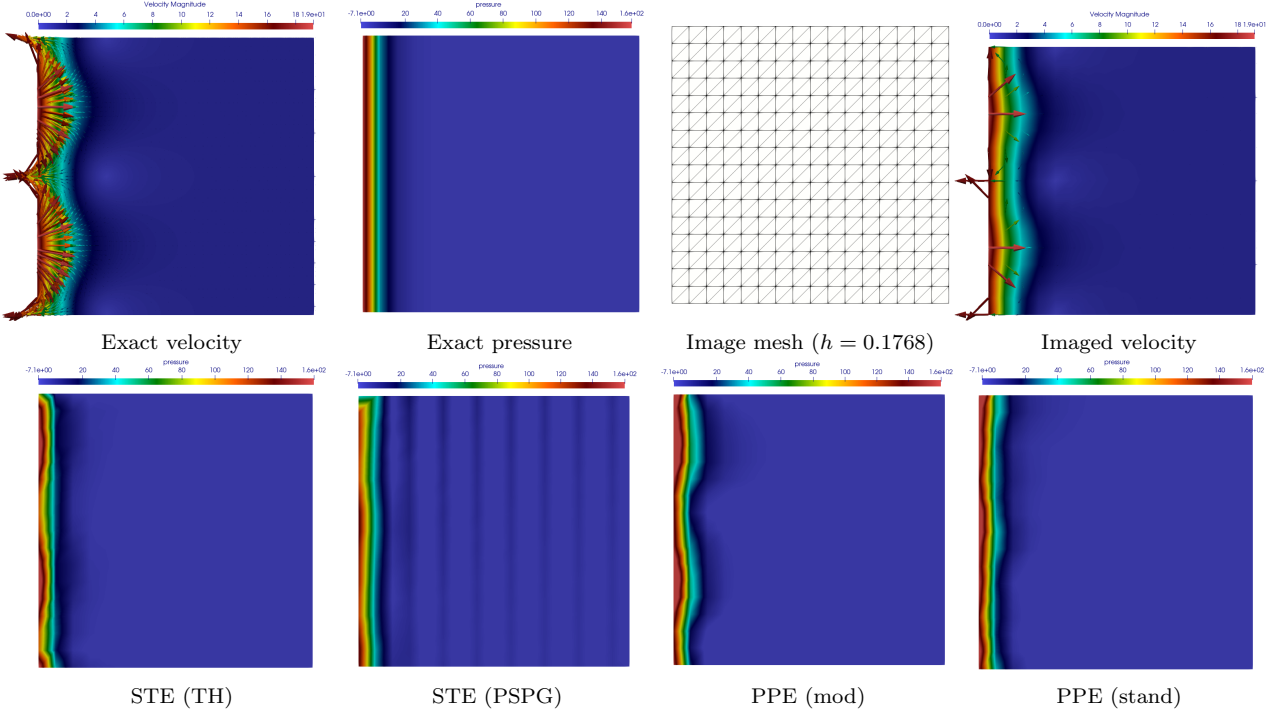 Velocity Magnitude
0.0e+00 2 4 6 8 10 12 14 16 18 1.9e+01
pressure
-7.1e+00 20 40 60 80 100 120 1.6e+02
Velocity Magnitude
0.0e+00 2 4 6 8 10 12 14 16 18 1.9e+01
Exact velocity
Exact pressure
Image mesh (h = 0.1768)
Imaged velocity
pressure
-7.1e+00 20 40 60 80 100 120 140 1.6e+02
pressure
-7.1e+00 20 40 60 80 100 120 140 1.6e+02
pressure
-7.1e+00 20 40 60 80 100 120 140 1.6e+02
pressure
-7.1e+00 20 40 60 80 100 120 140 1.6e+02
STE (TH)
STE (PSPG)
PPE (mod)
PPE (stand)